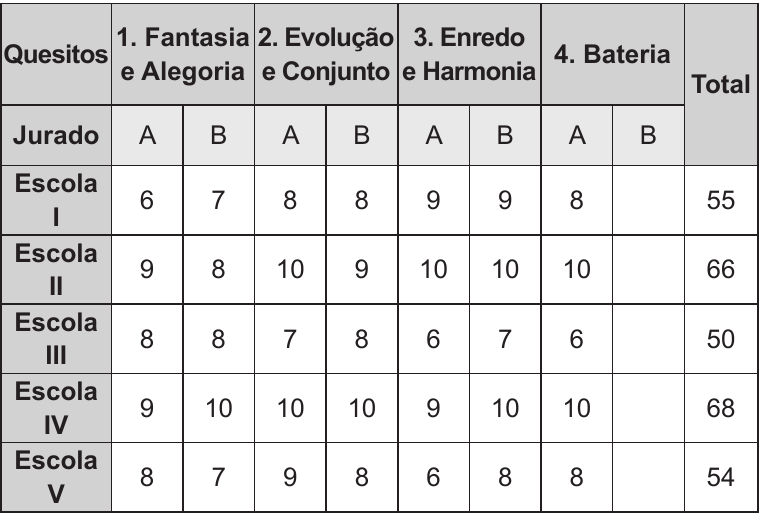 Quesitos 1. Fantasia e Alegoria 2. Evolução e Conjunto 3. Enredo e Harmonia 4. Bateria Total
Jurado A B A B A B A B
Escola I 6 7 8 8 9 9 8 55
Escola II 9 8 10 9 10 10 10 66
Escola III 8 8 7 8 6 7 6 50
Escola IV 9 10 10 10 9 10 10 68
Escola V 8 7 9 8 6 8 8 54